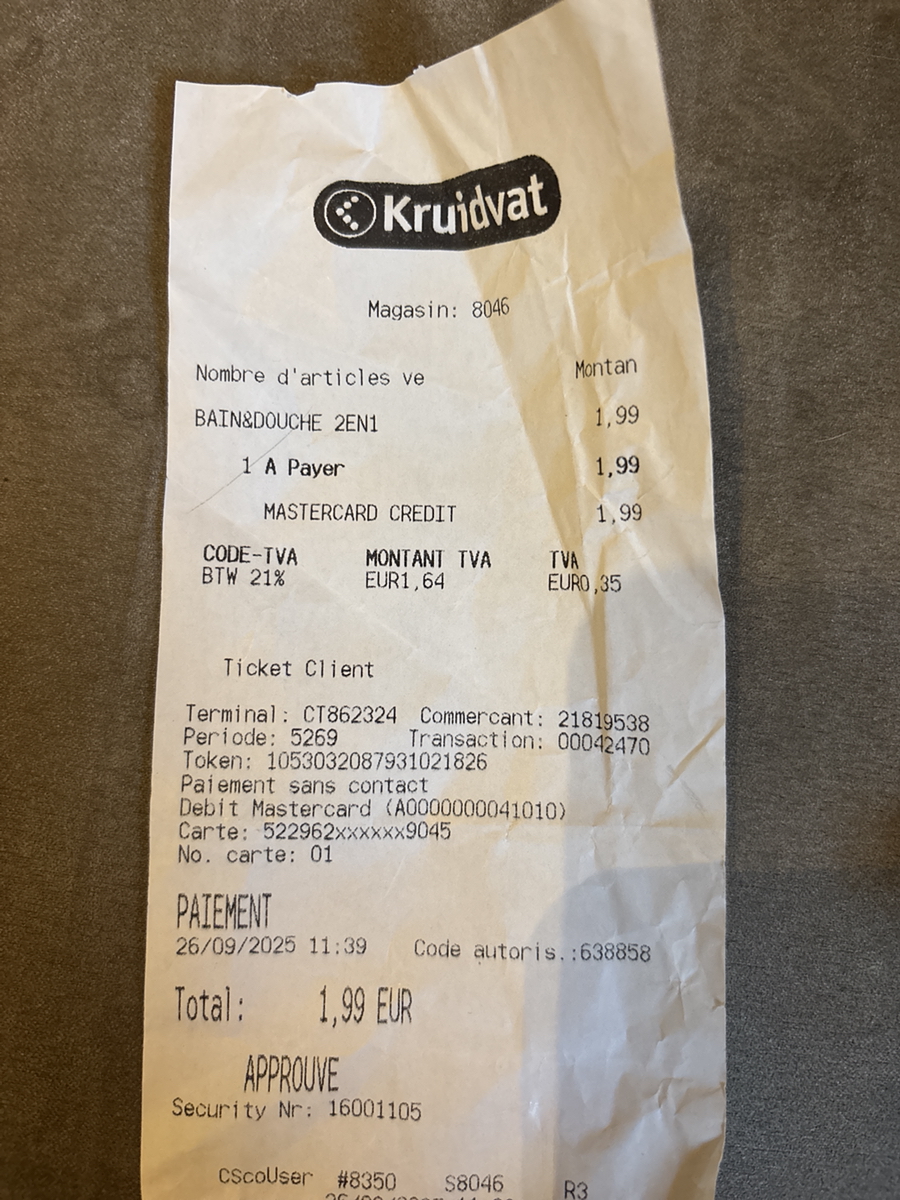 Kruidvat
Magasin: 8046
Nombre d'articles ve Montan
BAIN&DOUCHE 2EN1 1,99
1 A Payer 1,99
MASTERCARD CREDIT 1,99
CODE-TVA MONTANT TVA TVA
BTW 21% EUR1,64 EUR0,35
Ticket Client
Terminal: CT862324 Commercant: 21819538
Periode: 5269 Transaction: 00042470
Token: 1053032087931021826
Paiement sans contact
Debit Mastercard (A0000000041010)
Carte: 522962xxxxxx9045
No. carte: 01
PAIEMENT
26/09/2025 11:39 Code autoris.:638858
Total: 1,99 EUR
APPROUVE
Security Nr: 16001105
CScoUser #8350 S8046 R3